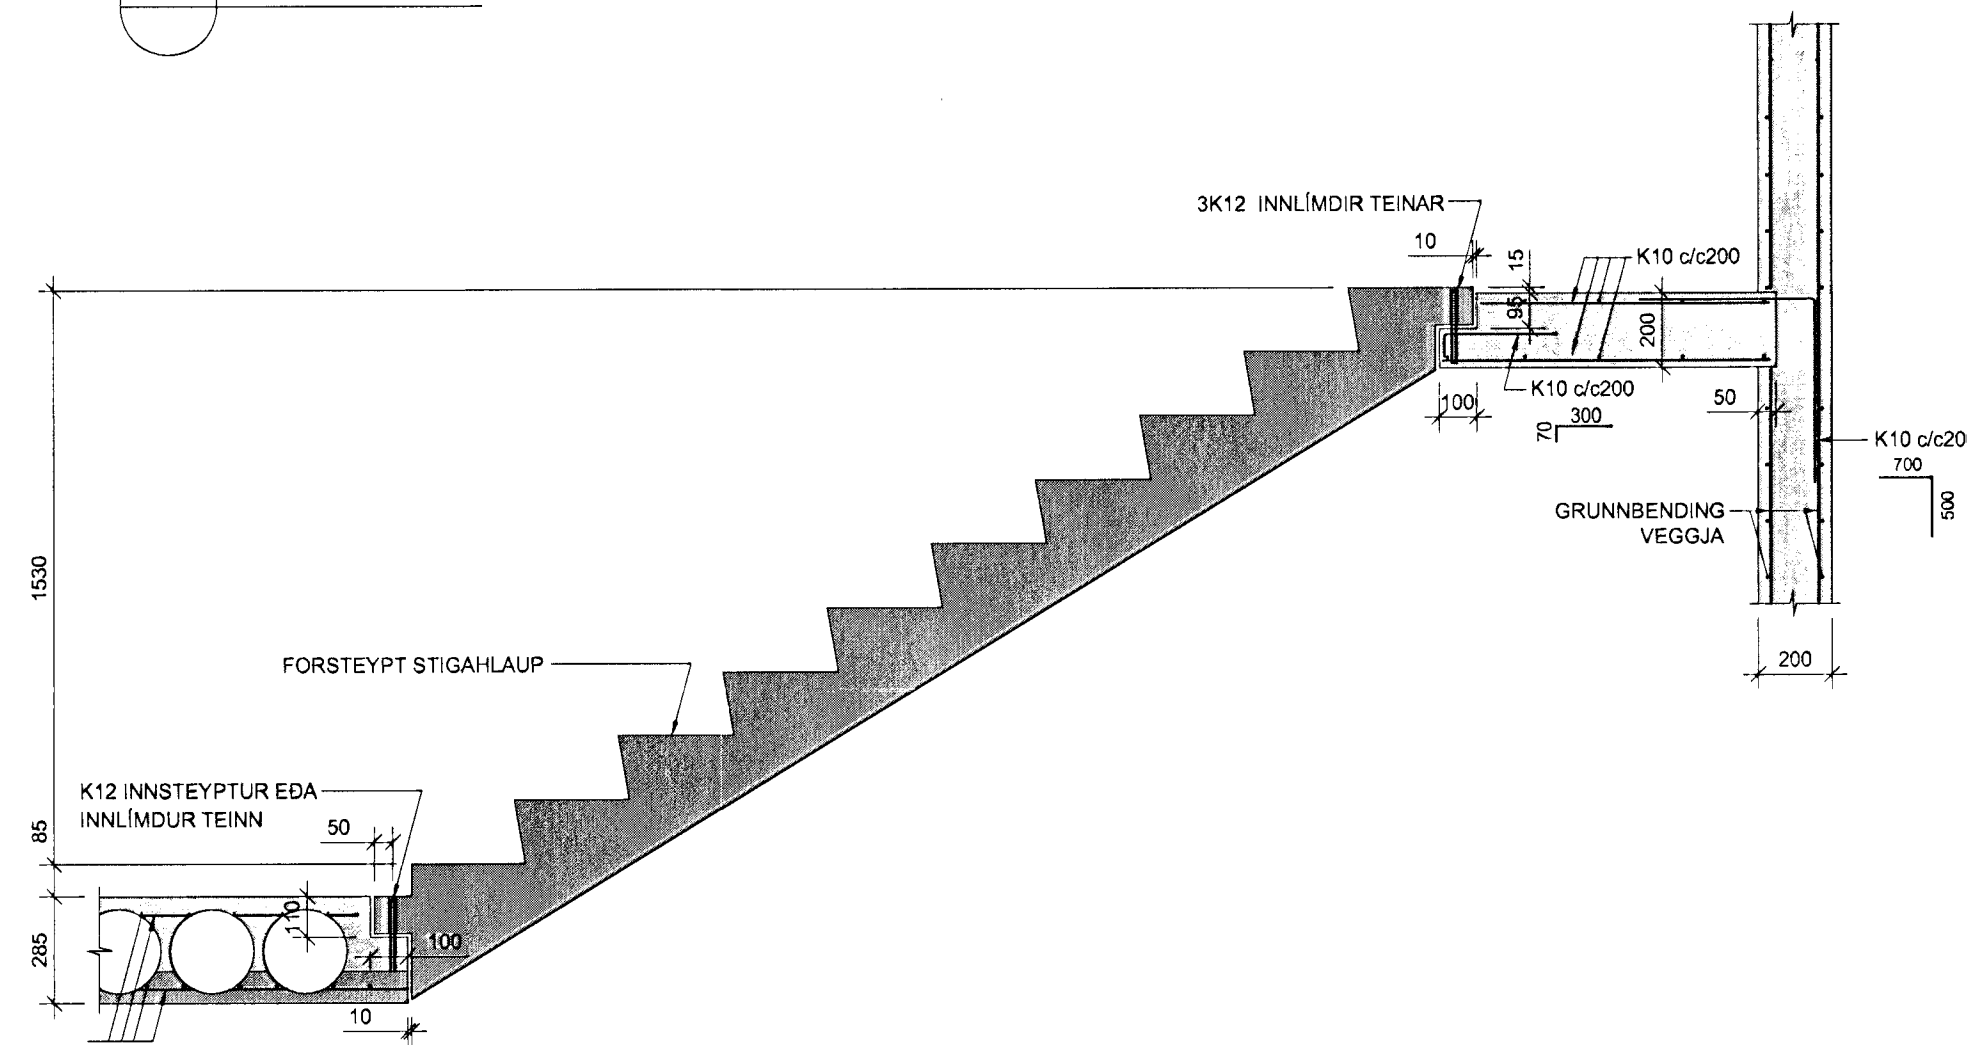 3K12 INNLÍMDIR TEINAR
10
15
K10 c/c200
95
200
K10 c/c200
100
300
70
50
K10 c/c20
700
500
GRUNNBENDING
VEGGJA
200
1530
FORSTEYPT STIGAHLAUP
K12 INNSTEYPTUR EÐA
INNLÍMDUR TEINN
50
85
110
100
285
10